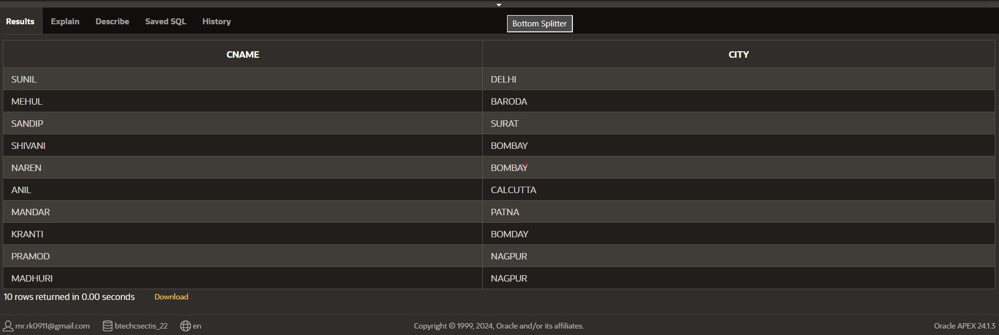 Results Explain Describe Saved SQL History
Bottom Splitter
CNAME CITY
SUNIL DELHI
MEHUL BARODA
SANDIP SURAT
SHIVANI BOMBAY
NAREN BOMBAY
ANIL CALCUTTA
MANDAR PATNA
KRANTI BOMDAY
PRAMOD NAGPUR
MADHURI NAGPUR
10 rows returned in 0.00 seconds Download
mr.rk0911@gmail.com btechcsectis_22 en Copyright © 1999, 2024, Oracle and/or its affiliates. Oracle APEX 24.1.3